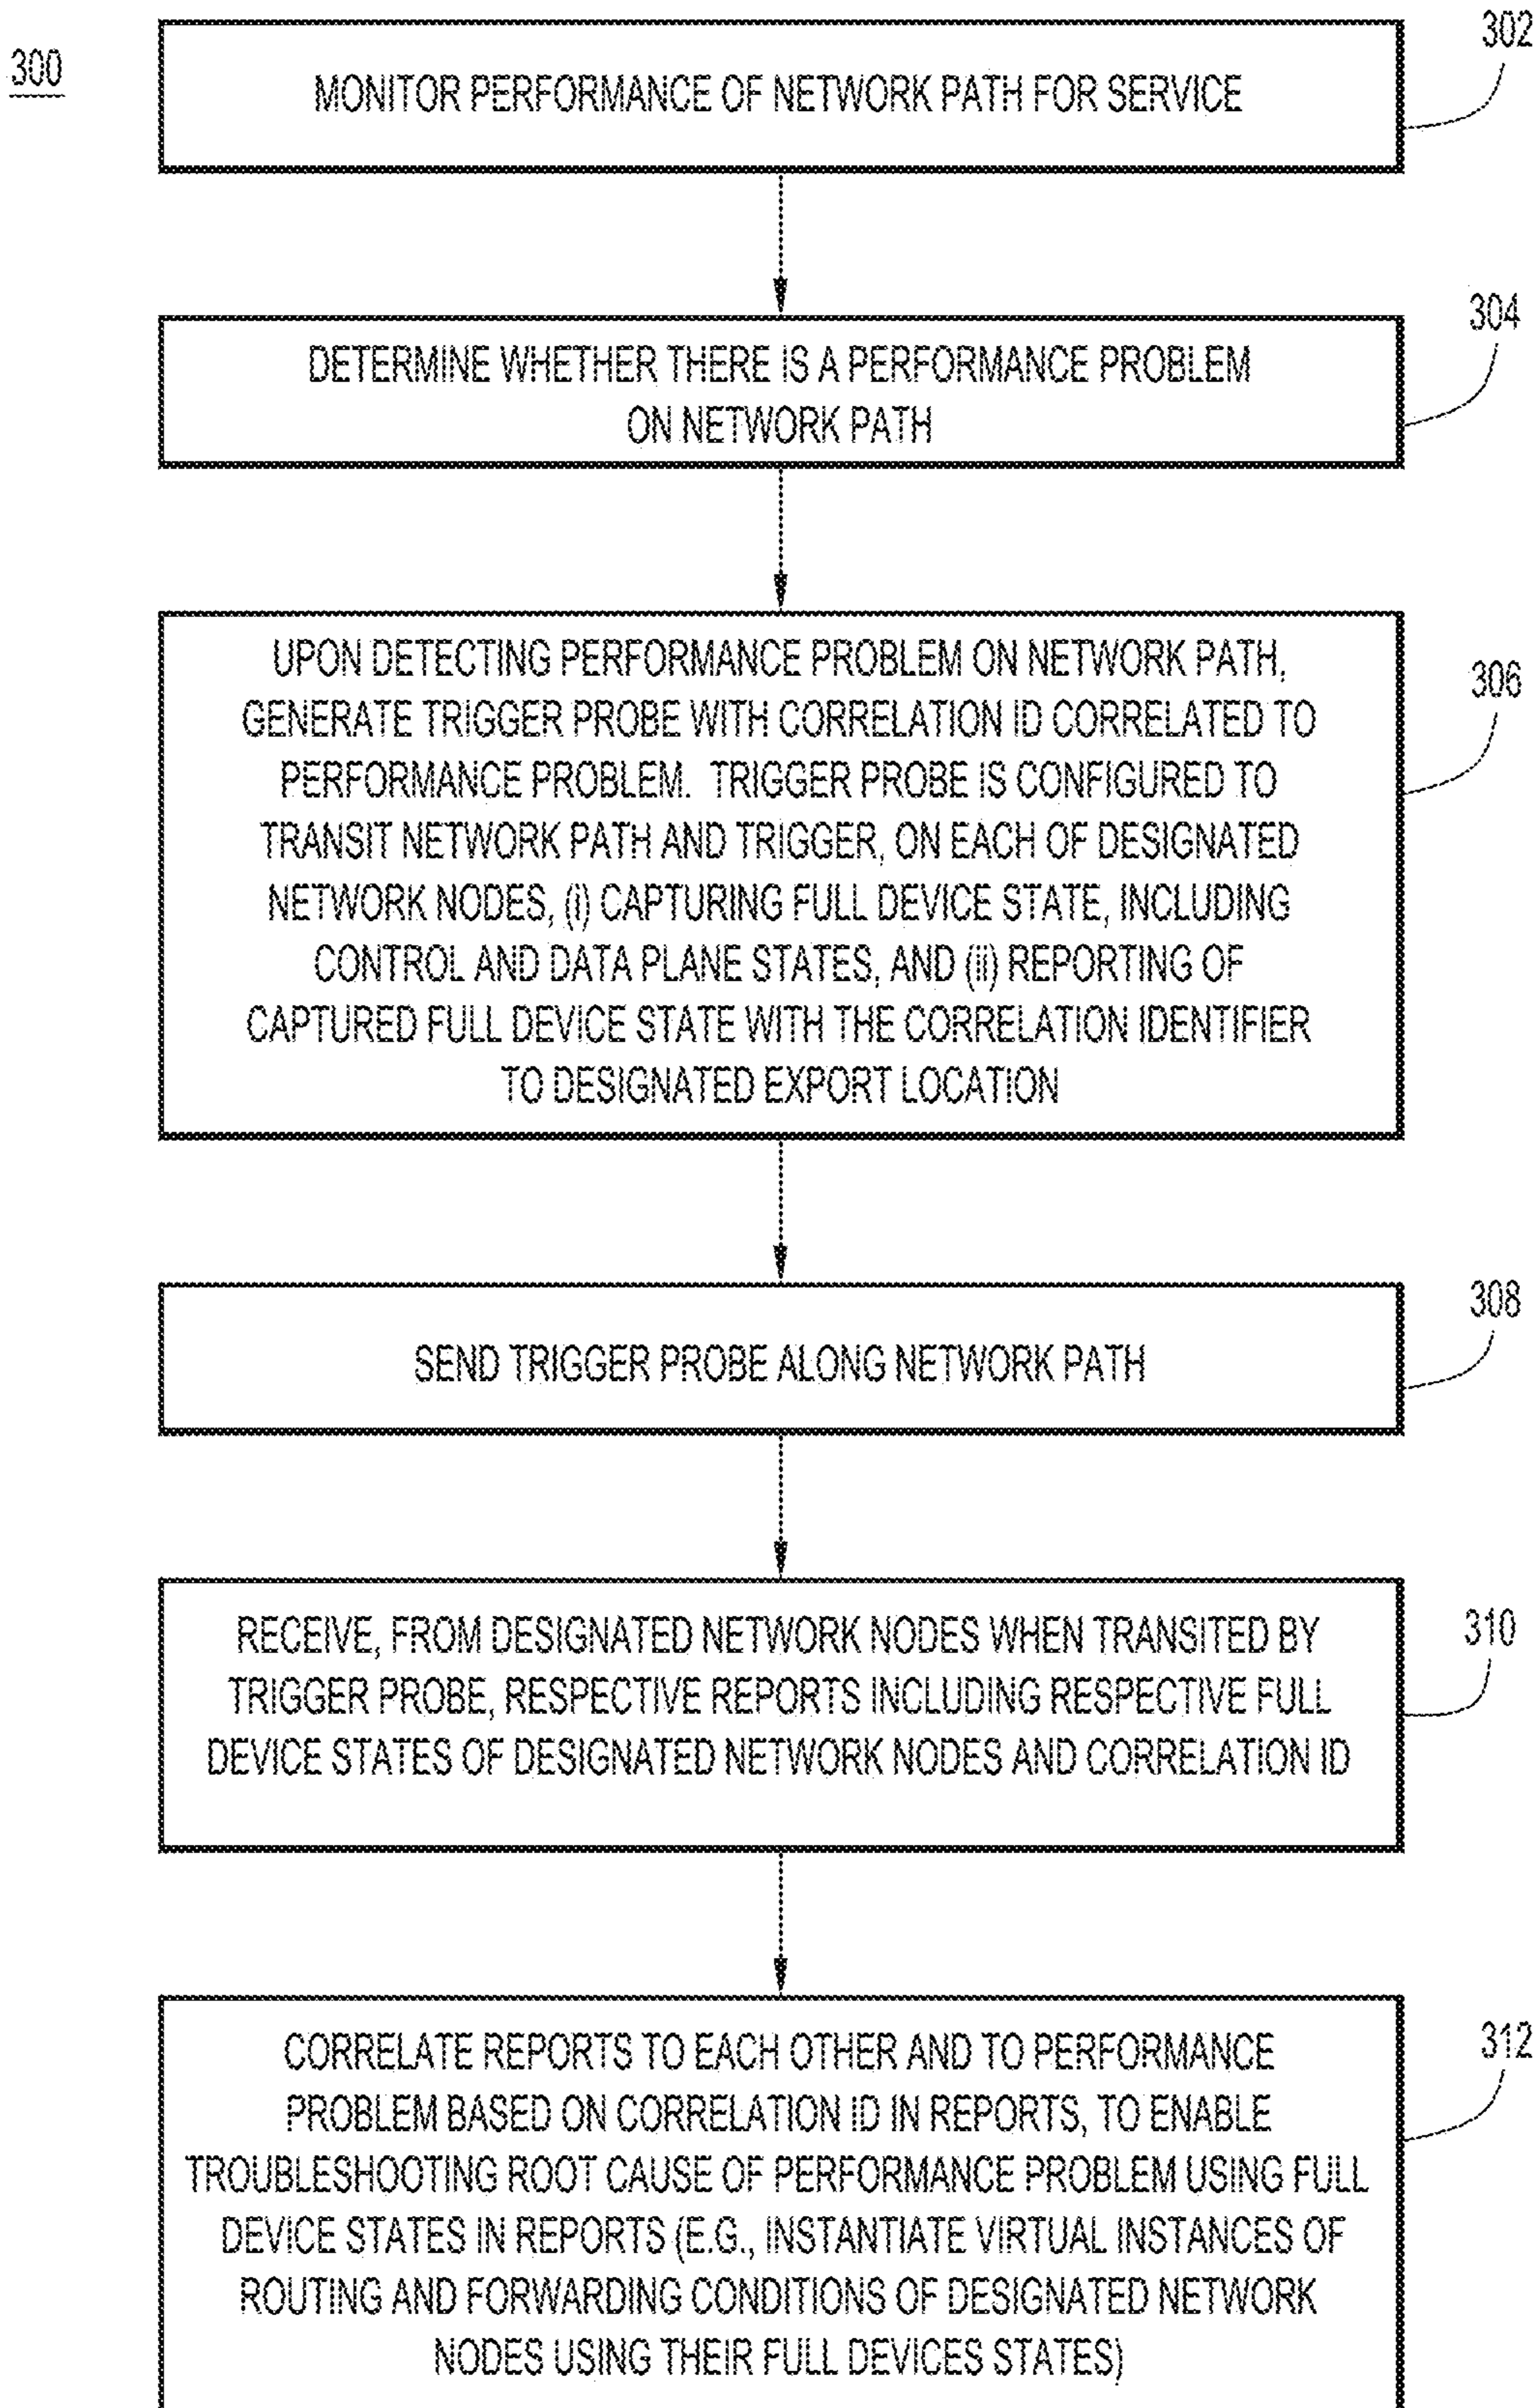 300
302
MONITOR PERFORMANCE OF NETWORK PATH FOR SERVICE
304
DETERMINE WHETHER THERE IS A PERFORMANCE PROBLEM
ON NETWORK PATH
306
UPON DETECTING PERFORMANCE PROBLEM ON NETWORK PATH,
GENERATE TRIGGER PROBE WITH CORRELATION ID CORRELATED TO
PERFORMANCE PROBLEM. TRIGGER PROBE IS CONFIGURED TO
TRANSIT NETWORK PATH AND TRIGGER, ON EACH OF DESIGNATED
NETWORK NODES, (i) CAPTURING FULL DEVICE STATE, INCLUDING
CONTROL AND DATA PLANE STATES, AND (ii) REPORTING OF
CAPTURED FULL DEVICE STATE WITH THE CORRELATION IDENTIFIER
TO DESIGNATED EXPORT LOCATION
308
SEND TRIGGER PROBE ALONG NETWORK PATH
310
RECEIVE, FROM DESIGNATED NETWORK NODES WHEN TRANSITED BY
TRIGGER PROBE, RESPECTIVE REPORTS INCLUDING RESPECTIVE FULL
DEVICE STATES OF DESIGNATED NETWORK NODES AND CORRELATION ID
312
CORRELATE REPORTS TO EACH OTHER AND TO PERFORMANCE
PROBLEM BASED ON CORRELATION ID IN REPORTS, TO ENABLE
TROUBLESHOOTING ROOT CAUSE OF PERFORMANCE PROBLEM USING FULL
DEVICE STATES IN REPORTS (E.G., INSTANTIATE VIRTUAL INSTANCES OF
ROUTING AND FORWARDING CONDITIONS OF DESIGNATED NETWORK
NODES USING THEIR FULL DEVICES STATES)